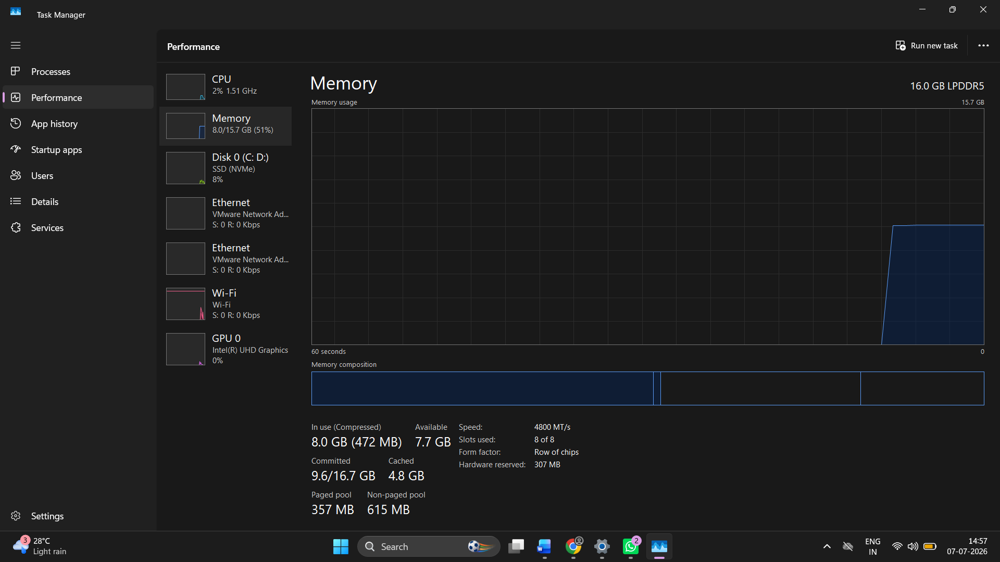 Task Manager
Processes
Performance
App history
Startup apps
Users
Details
Services
Settings
Performance
Run new task
CPU
2% 1.51 GHz
Memory
8.0/15.7 GB (51%)
Disk 0 (C: D:)
SSD (NVMe)
8%
Ethernet
VMware Network Ad...
S: 0 R: 0 Kbps
Ethernet
VMware Network Ad...
S: 0 R: 0 Kbps
Wi-Fi
Wi-Fi
S: 0 R: 0 Kbps
GPU 0
Intel(R) UHD Graphics
0%
Memory
16.0 GB LPDDR5
Memory usage
15.7 GB
60 seconds
0
Memory composition
In use (Compressed)
8.0 GB (472 MB)
Available
7.7 GB
Committed
9.6/16.7 GB
Cached
4.8 GB
Paged pool
357 MB
Non-paged pool
615 MB
Speed: 4800 MT/s
Slots used: 8 of 8
Form factor: Row of chips
Hardware reserved: 307 MB
3
28°C
Light rain
Search
W
2
ENG
IN
14:57
07-07-2026